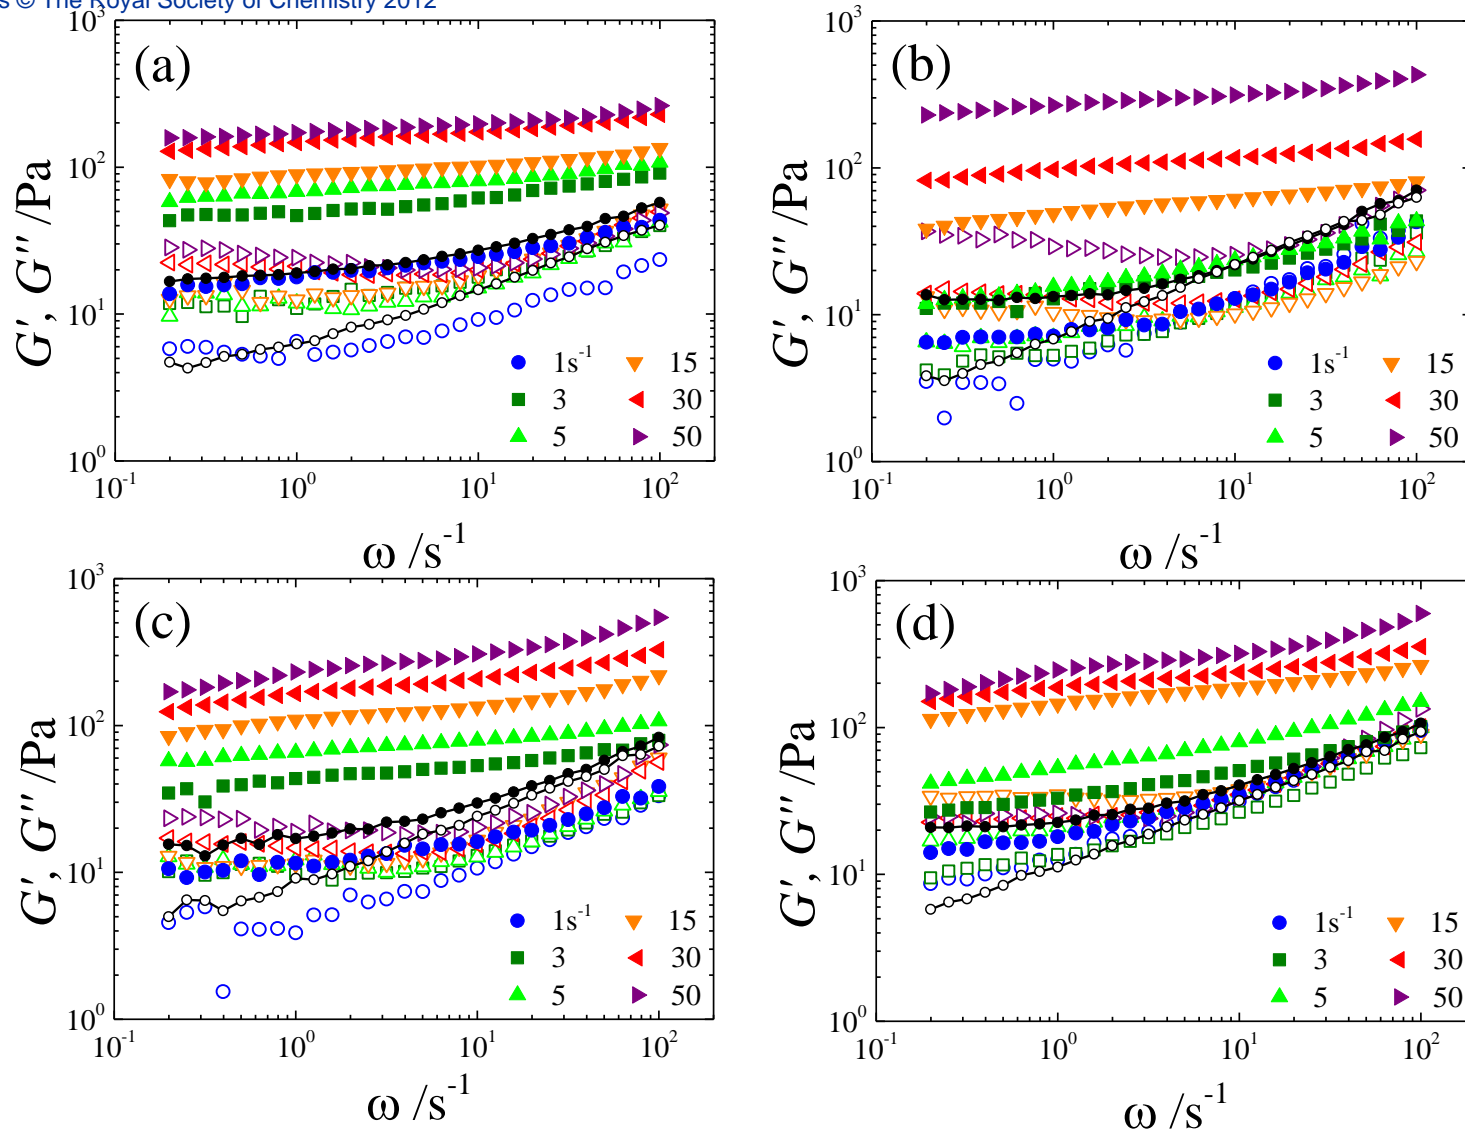 s © The Royal Society of Chemistry 2012
(a)
10³
10²
10¹
10⁰
G', G'' /Pa
1s⁻¹
3
5
15
30
50
10⁻¹ 10⁰ 10¹ 10²
ω /s⁻¹
(b)
10³
10²
10¹
10⁰
G', G'' /Pa
1s⁻¹
3
5
15
30
50
10⁻¹ 10⁰ 10¹ 10²
ω /s⁻¹
(c)
10³
10²
10¹
10⁰
G', G'' /Pa
1s⁻¹
3
5
15
30
50
10⁻¹ 10⁰ 10¹ 10²
ω /s⁻¹
(d)
10³
10²
10¹
10⁰
G', G'' /Pa
1s⁻¹
3
5
15
30
50
10⁻¹ 10⁰ 10¹ 10²
ω /s⁻¹